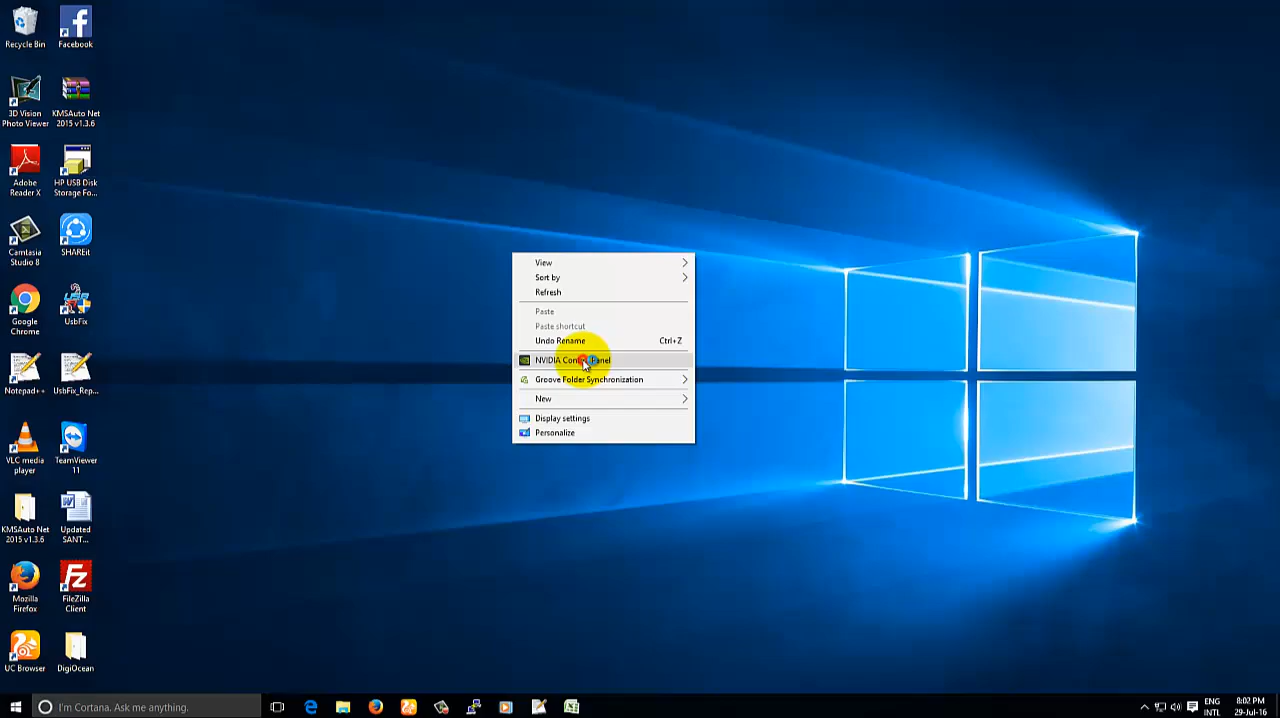 Recycle Bin
Facebook
3D Vision
Photo Viewer
KMSAuto Net
2015 v1.3.6
Adobe
Reader X
HP USB Disk
Storage Fo...
Camtasia
Studio 8
SHAREit
Google
Chrome
UsbFix
Notepad++
UsbFix_Rep...
VLC media
player
TeamViewer
11
KMSAuto Net
2015 v1.3.6
Updated
SANT...
Mozilla
Firefox
FileZilla
Client
UC Browser
DigiOcean
View
Sort by
Refresh
Paste
Paste shortcut
Undo Rename Ctrl+Z
NVIDIA Control Panel
Groove Folder Synchronization
New
Display settings
Personalize
I'm Cortana. Ask me anything.
ENG
INTL
8:02 PM
29-Jul-16